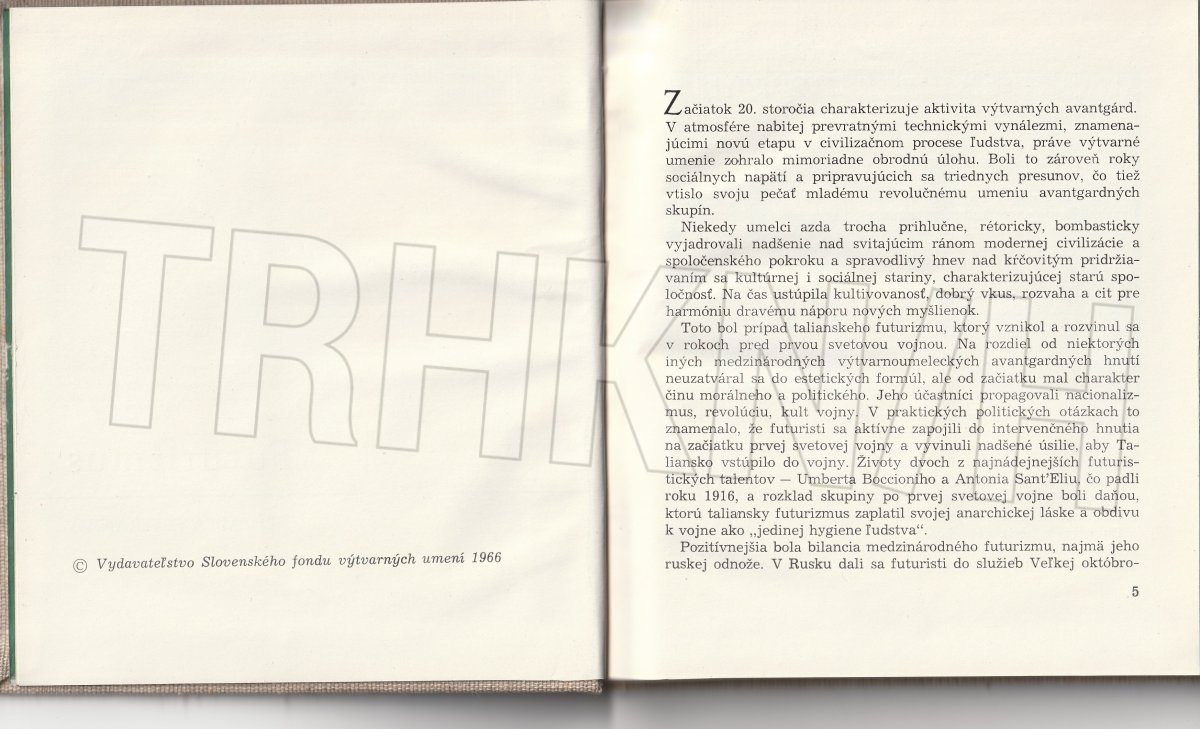 © Vydavateľstvo Slovenského fondu výtvarných umení 1966
Začiatok 20. storočia charakterizuje aktivita výtvarných avantgárd.
V atmosfére nabitej prevratnými technickými vynálezmi, znamena-
júcimi novú etapu v civilizačnom procese ľudstva, práve výtvarné
umenie zohralo mimoriadne obrodnú úlohu. Boli to zároveň roky
sociálnych napätí a pripravujúcich sa triednych presunov, čo tiež
vtislo svoju pečať mladému revolučnému umeniu avantgardných
skupín.
Niekedy umelci azda trocha prihlučne, rétoricky, bombasticky
vyjadrovali nadšenie nad svitajúcim ránom modernej civilizácie a
spoločenského pokroku a spravodlivý hnev nad kŕčovitým pridržia-
vaním sa kultúrnej i sociálnej stariny, charakterizujúcej starú spo-
ločnosť. Na čas ustúpila kultivovanosť, dobrý vkus, rozvaha a cit pre
harmóniu dravému náporu nových myšlienok.
Toto bol prípad talianskeho futurizmu, ktorý vznikol a rozvinul sa
v rokoch pred prvou svetovou vojnou. Na rozdiel od niektorých
iných medzinárodných výtvarnoumeleckých avantgardných hnutí
neuzatváral sa do estetických formúl, ale od začiatku mal charakter
činu morálneho a politického. Jeho účastníci propagovali nacionaliz-
mus, revolúciu, kult vojny. V praktických politických otázkach to
znamenalo, že futuristi sa aktívne zapojili do intervenčného hnutia
na začiatku prvej svetovej vojny a vyvinuli nadšené úsilie, aby Ta-
liansko vstúpilo do vojny. Životy dvoch z najnádejnejších futuris-
tických talentov — Umberta Boccioniho a Antonia Sant'Eliu, čo padli
roku 1916, a rozklad skupiny po prvej svetovej vojne boli daňou,
ktorú taliansky futurizmus zaplatil svojej anarchickej láske a obdivu
k vojne ako „jedinej hygiene ľudstva“.
Pozitívnejšia bola bilancia medzinárodného futurizmu, najmä jeho
ruskej odnože. V Rusku dali sa futuristi do služieb Veľkej októbro-
5
TRHKNIH